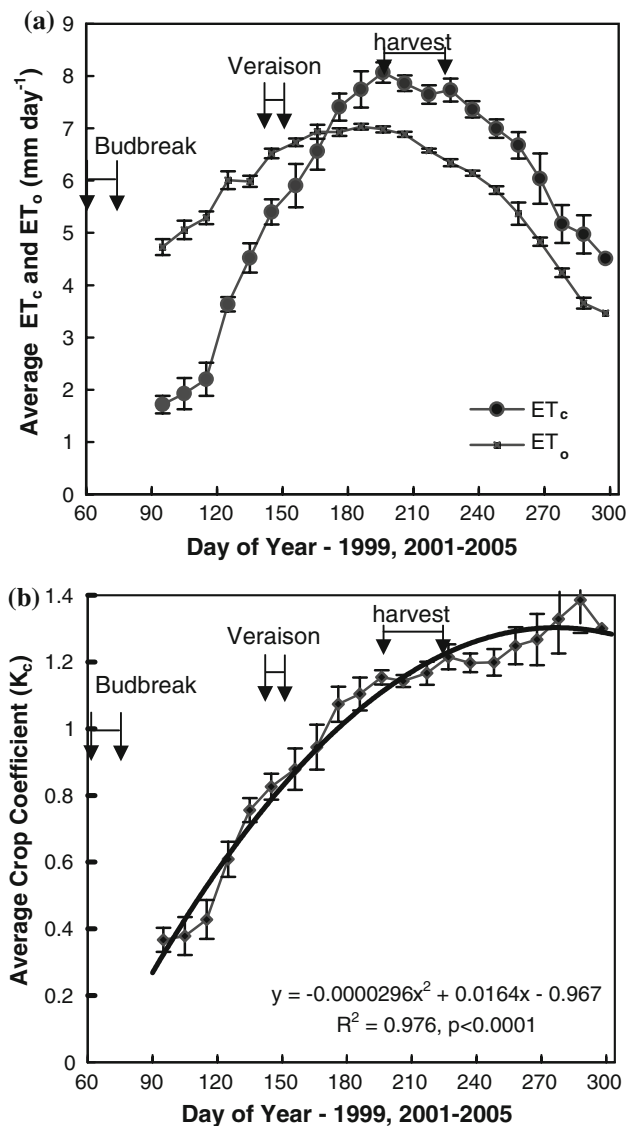 (a)
9
8
7
6
5
4
3
2
1
0
Average ETc and ETo (mm day-1)
Budbreak
Veraison
harvest
ETc
ETo
60 90 120 150 180 210 240 270 300
Day of Year - 1999, 2001-2005
(b)
1.4
1.2
1
0.8
0.6
0.4
0.2
0
Average Crop Coefficient (Kc)
Budbreak
Veraison
harvest
y = -0.0000296x² + 0.0164x - 0.967
R² = 0.976, p<0.0001
60 90 120 150 180 210 240 270 300
Day of Year - 1999, 2001-2005